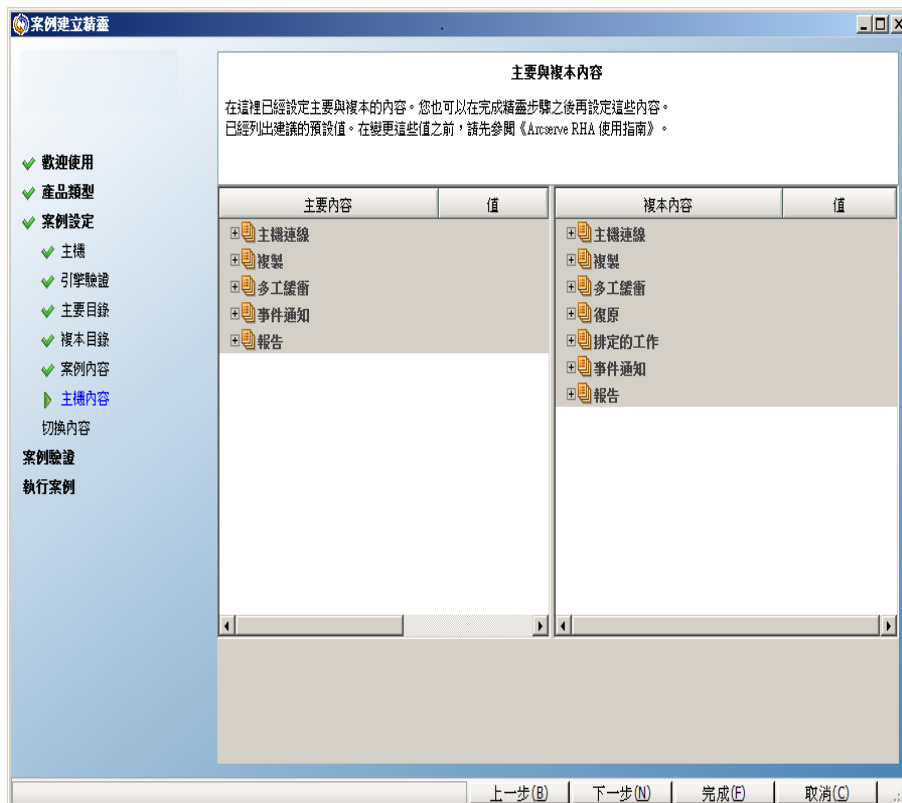 案例建立精靈
主要與複本內容
在這裡已經設定主要與複本的內容。您也可以在完成精靈步驟之後再設定這些內容。
已經列出建議的預設值。在變更這些值之前，請先參閱《Arcserve RHA 使用指南》。
歡迎使用
產品類型
案例設定
主機
引擎驗證
主要目錄
複本目錄
案例內容
主機內容
切換內容
案例驗證
執行案例
主要內容 值
主機連線
複製
多工緩衝
事件通知
報告
複本內容 值
主機連線
複製
多工緩衝
復原
排定的工作
事件通知
報告
上一步(B) 下一步(N) 完成(F) 取消(C)